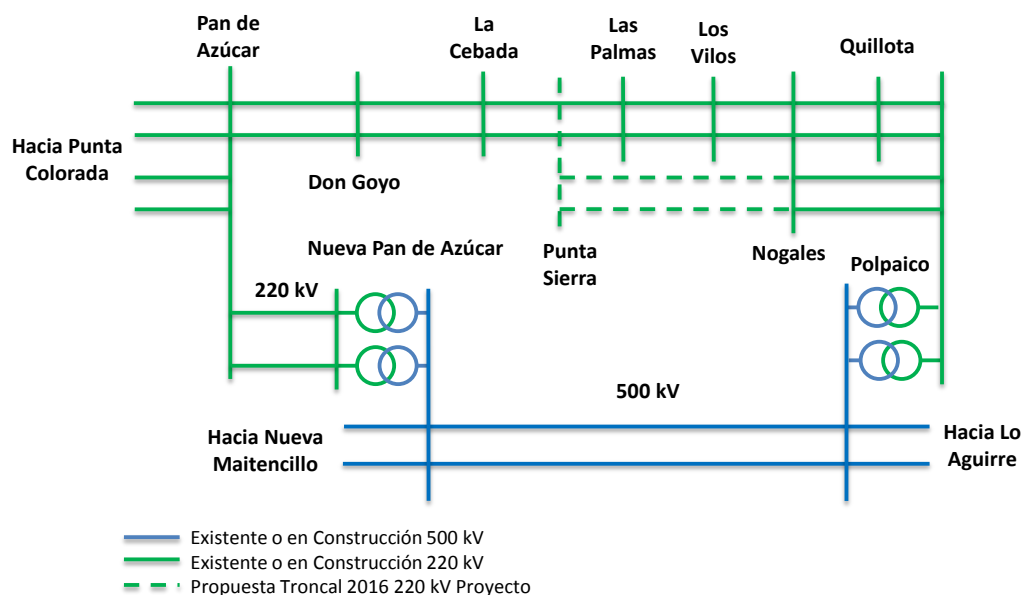 Pan de
Azúcar
La
Cebada
Las
Palmas
Los
Vilos
Quillota
Hacia Punta
Colorada
Don Goyo
Nueva Pan de Azúcar
Punta
Sierra
Nogales
Polpaico
220 kV
500 kV
Hacia Nueva
Maitencillo
Hacia Lo
Aguirre
Existente o en Construcción 500 kV
Existente o en Construcción 220 kV
Propuesta Troncal 2016 220 kV Proyecto